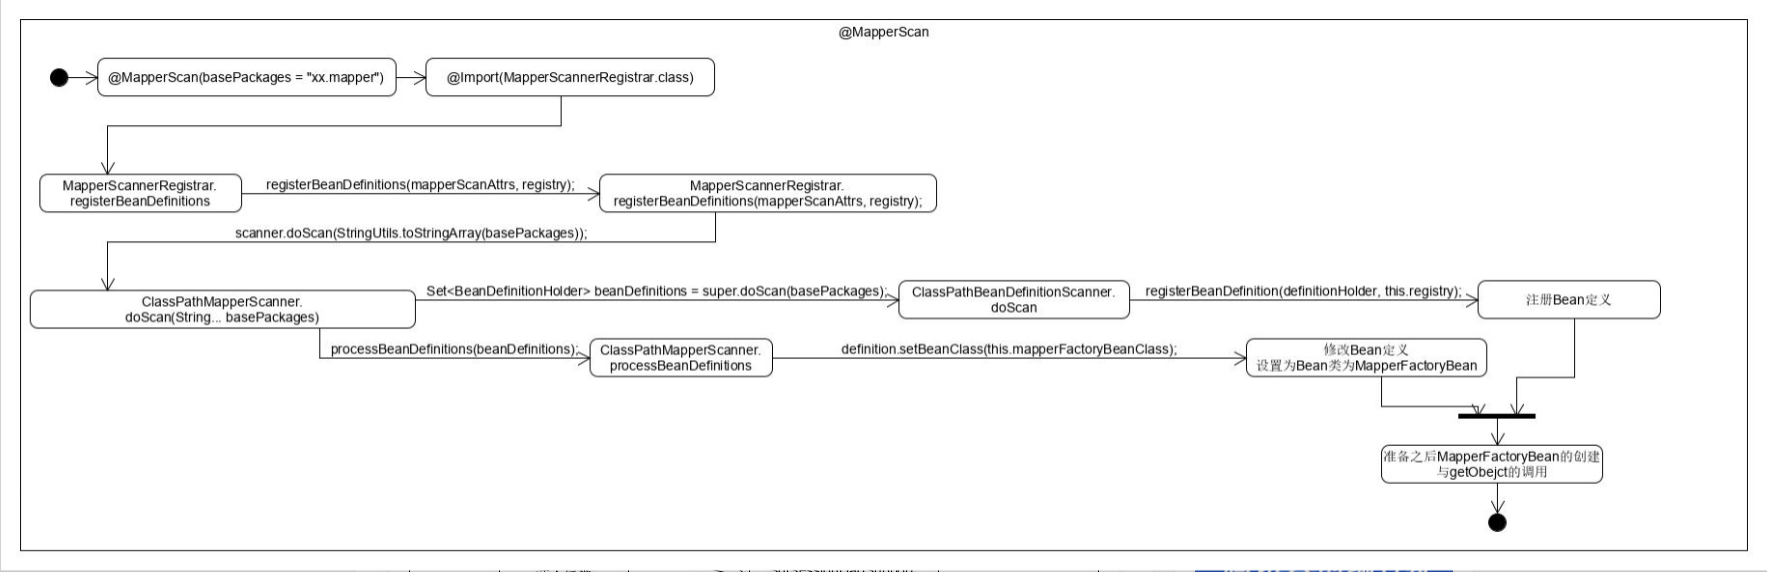 @MapperScan
@MapperScan(basePackages = "xx.mapper")
@Import(MapperScannerRegistrar.class)
MapperScannerRegistrar.
registerBeanDefinitions
registerBeanDefinitions(mapperScanAttrs, registry);
MapperScannerRegistrar.
registerBeanDefinitions(mapperScanAttrs, registry);
scanner.doScan(StringUtils.toStringArray(basePackages));
ClassPathMapperScanner.
doScan(String... basePackages)
Set<BeanDefinitionHolder> beanDefinitions = super.doScan(basePackages);
ClassPathBeanDefinitionScanner.
doScan
registerBeanDefinition(definitionHolder, this.registry);
注册Bean定义
processBeanDefinitions(beanDefinitions);
ClassPathMapperScanner.
processBeanDefinitions
definition.setBeanClass(this.mapperFactoryBeanClass);
修改Bean定义
设置为Bean类为MapperFactoryBean
准备之后MapperFactoryBean的创建
与getObejct的调用